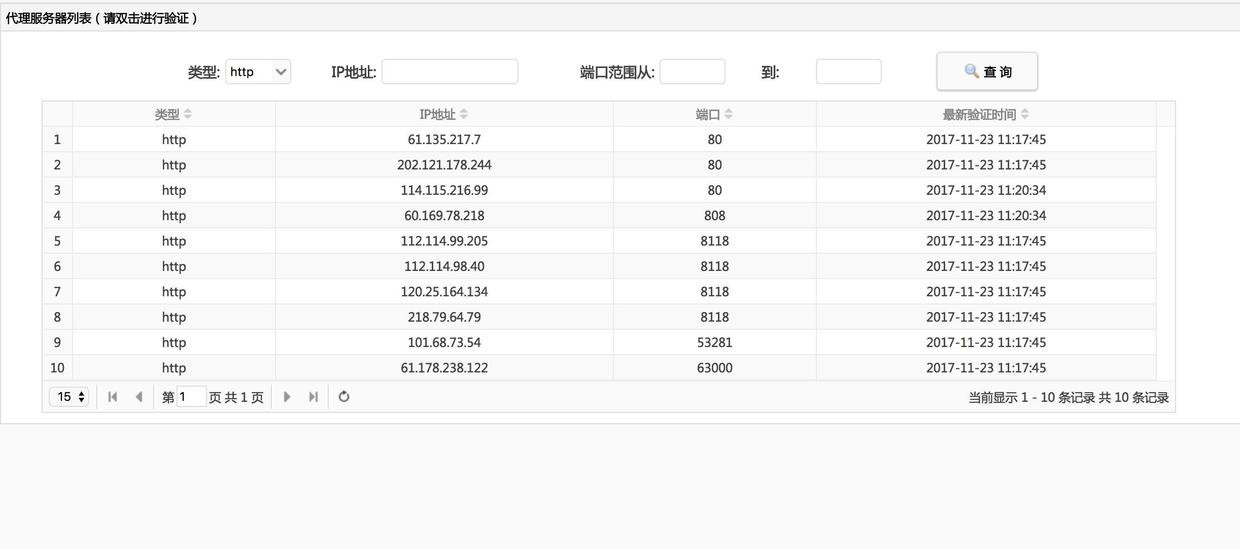 代理服务器列表（请双击进行验证）
类型: http IP地址: 端口范围从: 到: 查 询
类型 IP地址 端口 最新验证时间
1 http 61.135.217.7 80 2017-11-23 11:17:45
2 http 202.121.178.244 80 2017-11-23 11:17:45
3 http 114.115.216.99 80 2017-11-23 11:20:34
4 http 60.169.78.218 808 2017-11-23 11:20:34
5 http 112.114.99.205 8118 2017-11-23 11:17:45
6 http 112.114.98.40 8118 2017-11-23 11:17:45
7 http 120.25.164.134 8118 2017-11-23 11:17:45
8 http 218.79.64.79 8118 2017-11-23 11:17:45
9 http 101.68.73.54 53281 2017-11-23 11:17:45
10 http 61.178.238.122 63000 2017-11-23 11:17:45
15 第 1 页 共 1 页 当前显示 1 - 10 条记录 共 10 条记录